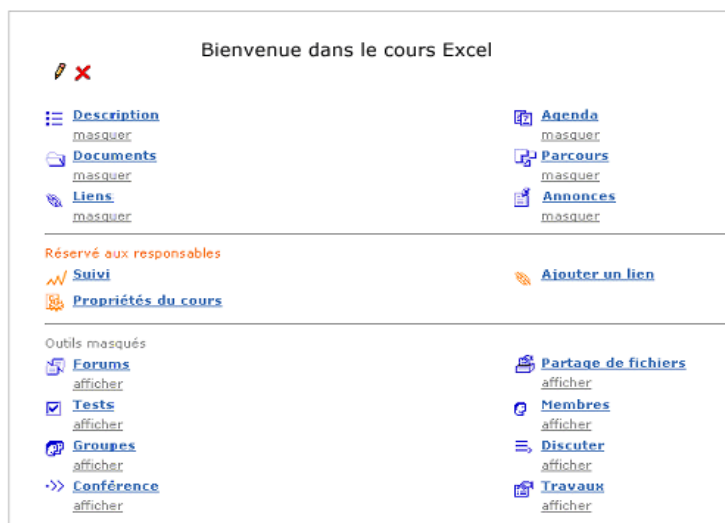 Bienvenue dans le cours Excel
Description
masquer
Agenda
masquer
Documents
masquer
Parcours
masquer
Liens
masquer
Annonces
masquer
Réservé aux responsables
Suivi
Ajouter un lien
Propriétés du cours
Outils masqués
Forums
afficher
Partage de fichiers
afficher
Tests
afficher
Membres
afficher
Groupes
afficher
Discuter
afficher
Conférence
afficher
Travaux
afficher